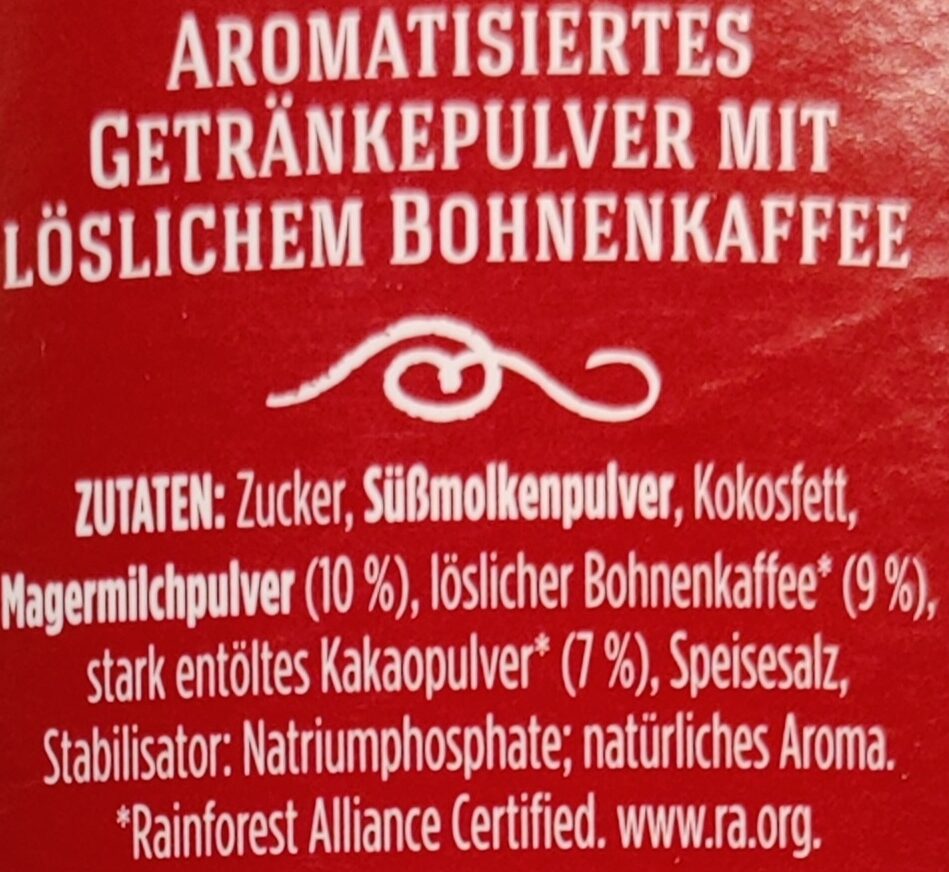 AROMATISIERTES
GETRÄNKEPULVER MIT
LÖSLICHEM BOHNENKAFFEE
ZUTATEN: Zucker, Süßmolkenpulver, Kokosfett,
Magermilchpulver (10 %), löslicher Bohnenkaffee* (9 %),
stark entöltes Kakaopulver* (7 %), Speisesalz,
Stabilisator: Natriumphosphate; natürliches Aroma.
*Rainforest Alliance Certified. www.ra.org.